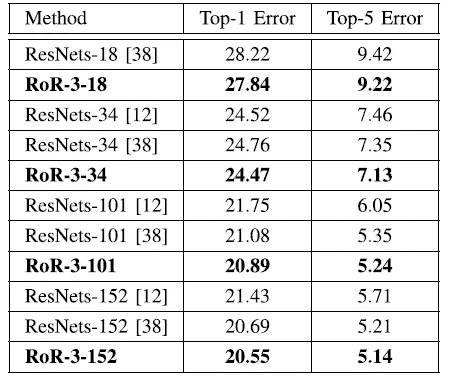 Method Top-1 Error Top-5 Error
ResNets-18 [38] 28.22 9.42
RoR-3-18 27.84 9.22
ResNets-34 [12] 24.52 7.46
ResNets-34 [38] 24.76 7.35
RoR-3-34 24.47 7.13
ResNets-101 [12] 21.75 6.05
ResNets-101 [38] 21.08 5.35
RoR-3-101 20.89 5.24
ResNets-152 [12] 21.43 5.71
ResNets-152 [38] 20.69 5.21
RoR-3-152 20.55 5.14